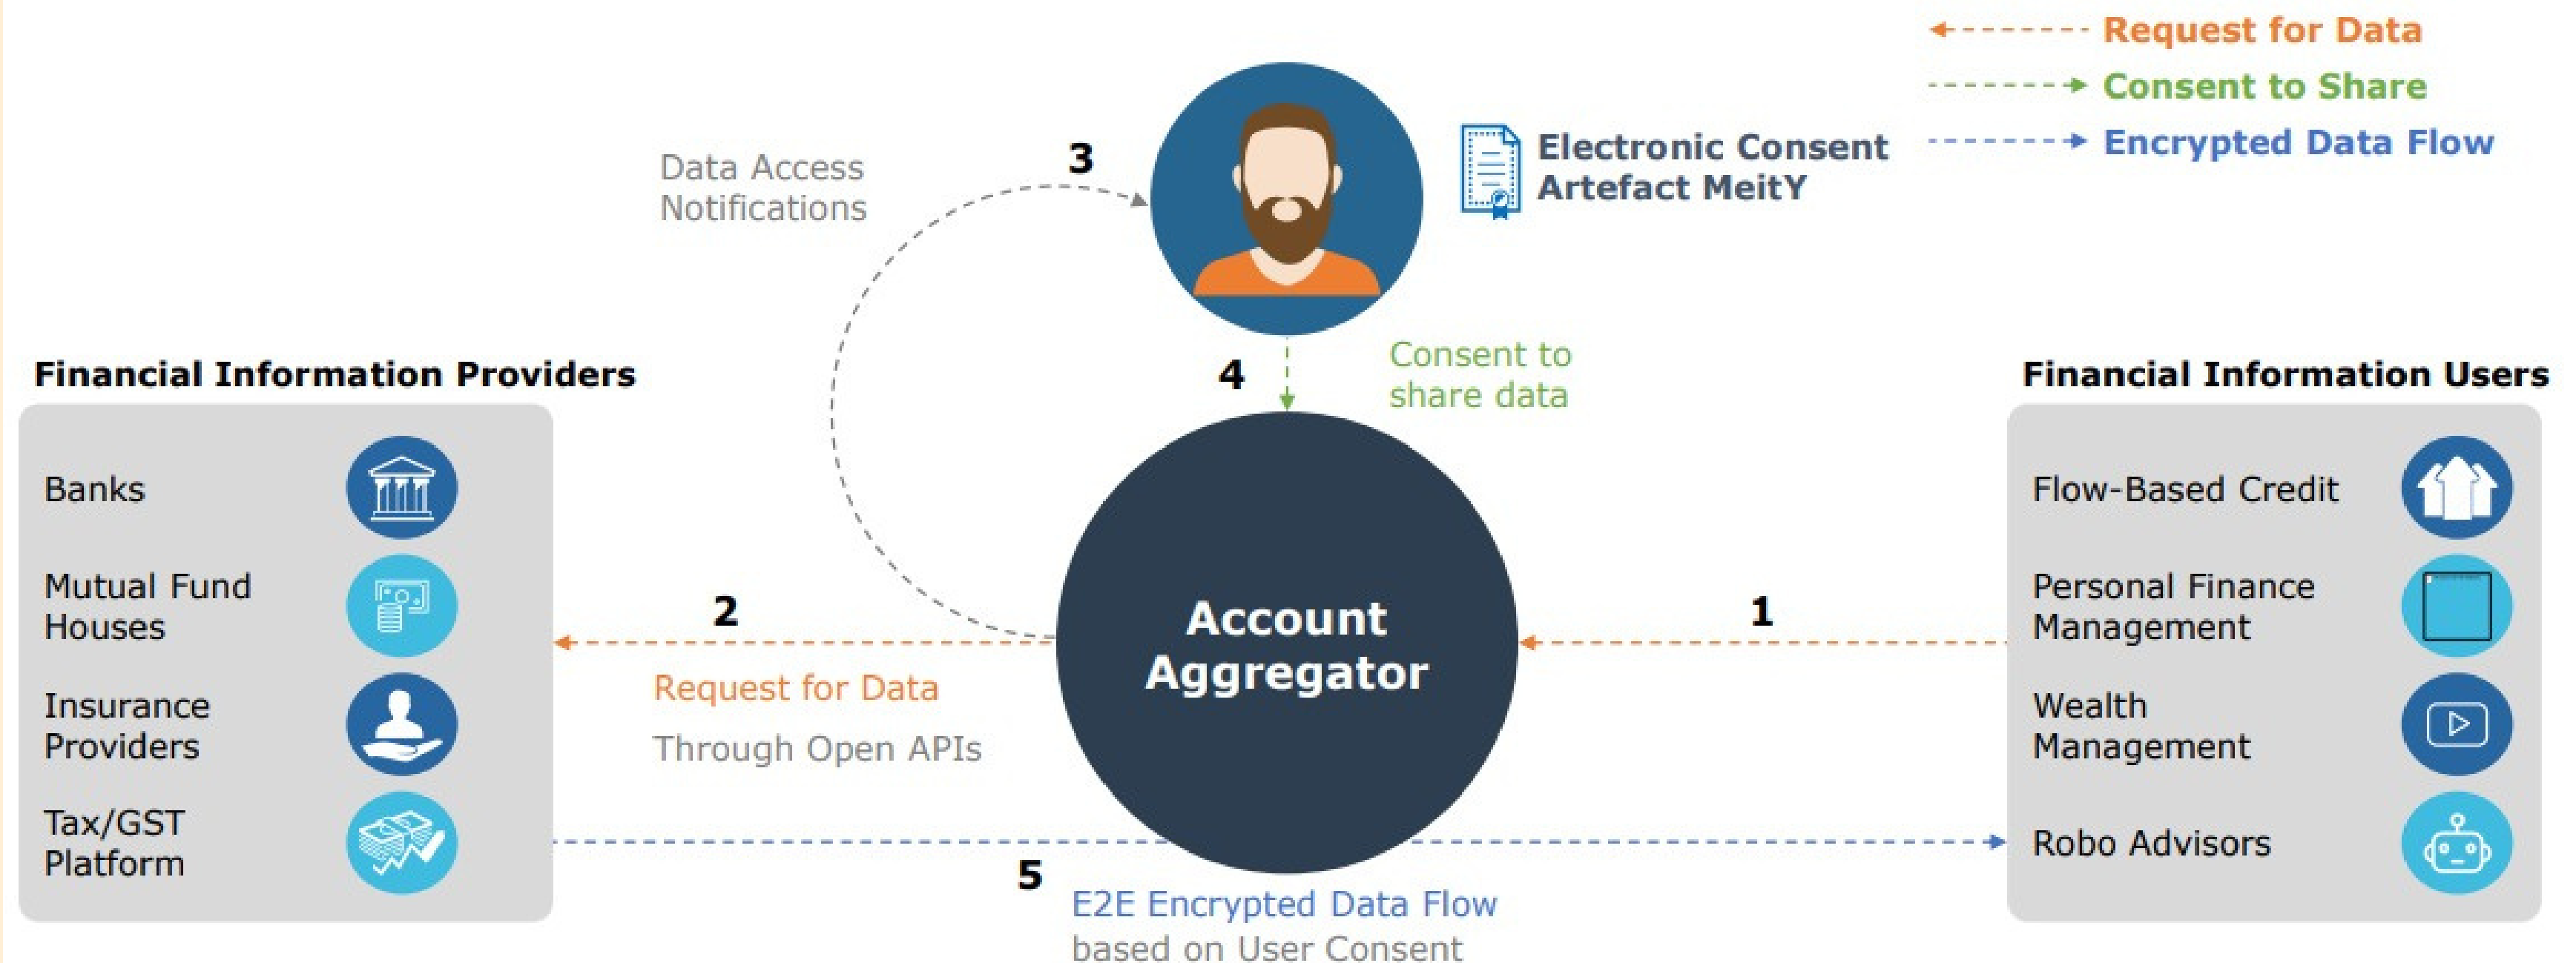 Request for Data
Consent to Share
Encrypted Data Flow
3
Data Access
Notifications
Electronic Consent
Artefact MeitY
4
Consent to
share data
Financial Information Providers
Banks
Mutual Fund
Houses
Insurance
Providers
Tax/GST
Platform
2
Request for Data
Through Open APIs
Account
Aggregator
1
Financial Information Users
Flow-Based Credit
Personal Finance
Management
Wealth
Management
Robo Advisors
5
E2E Encrypted Data Flow
based on User Consent